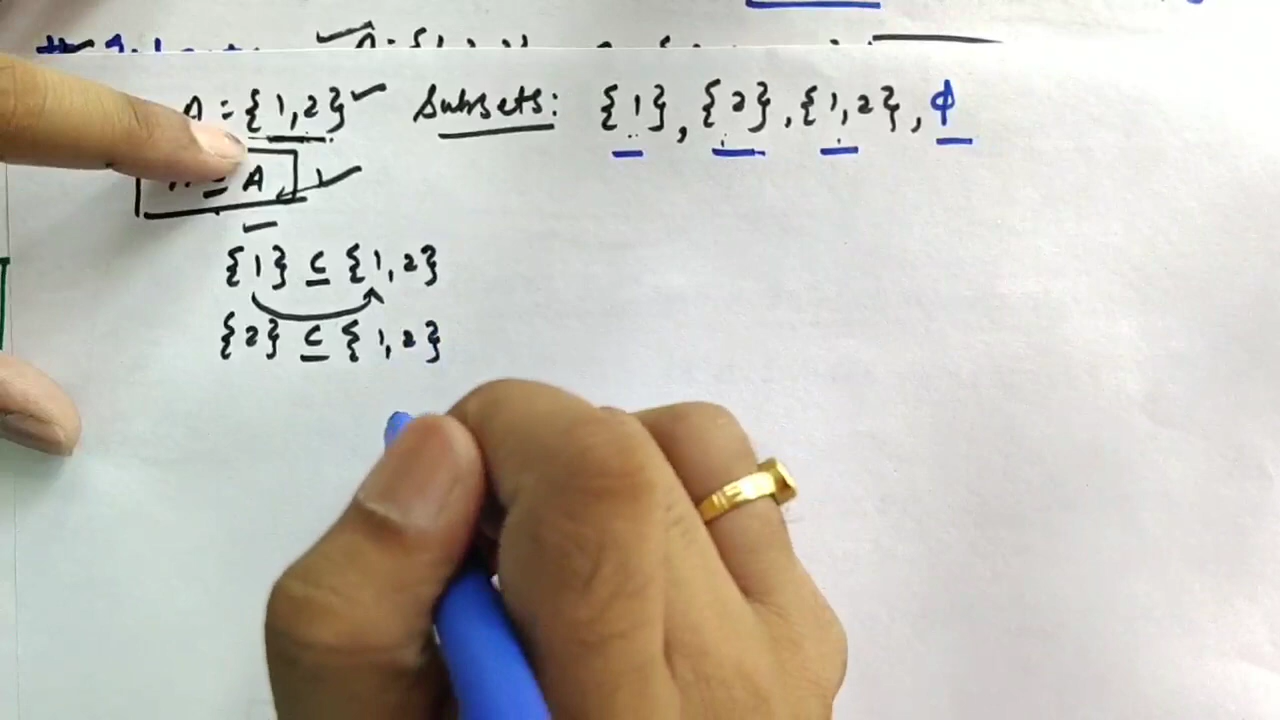 A = {1,2} ✓ Subsets: {1}, {2}, {1,2}, ϕ
⊆ A
{1} ⊆ {1,2}
{2} ⊆ {1,2}